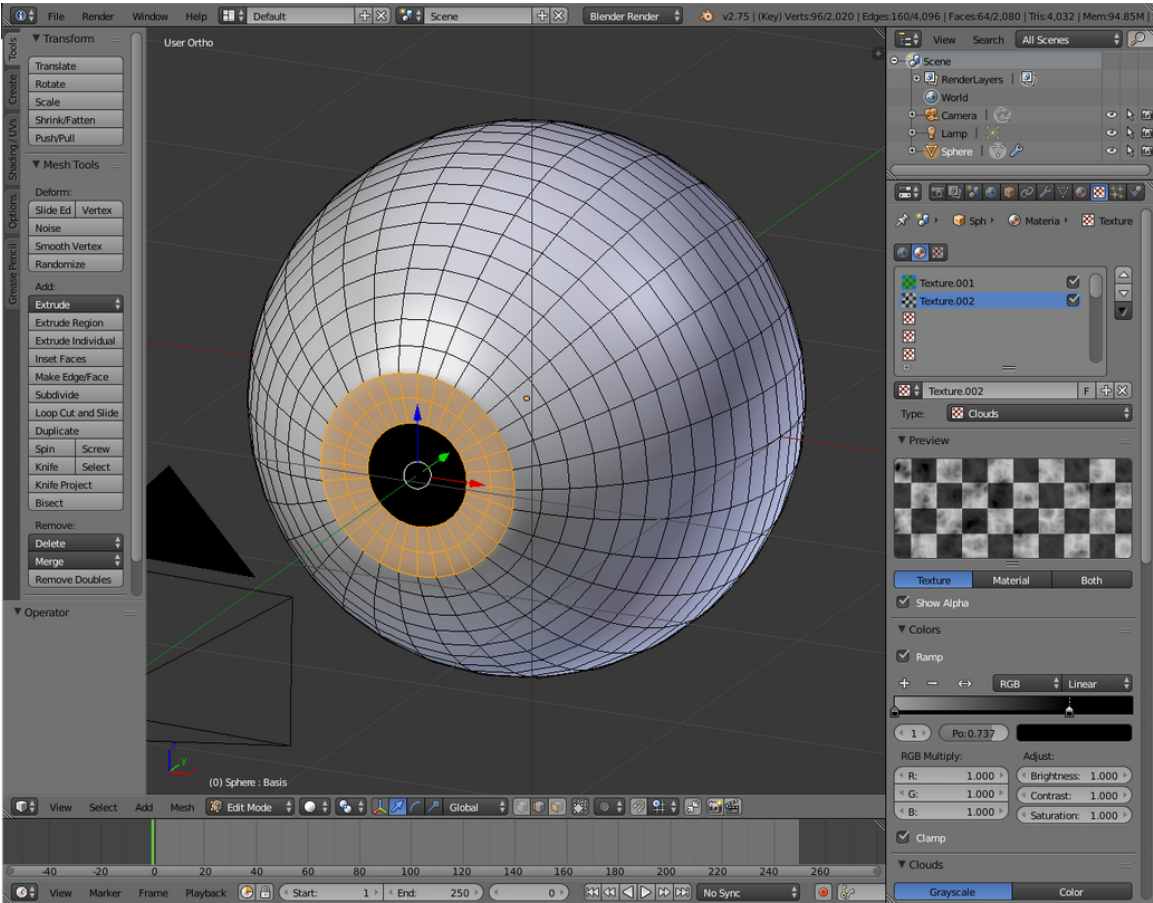 File Render Window Help Default Scene Blender Render v2.75 | (Key) Verts:96/2,020 | Edges:160/4,096 | Faces:64/2,080 | Tris:4,032 | Mem:94.85M |
Tools
Create
Shading / UVs
Options
Grease Pencil
Transform
Translate
Rotate
Scale
Shrink/Fatten
Push/Pull
Mesh Tools
Deform:
Slide Ed Vertex
Noise
Smooth Vertex
Randomize
Add:
Extrude
Extrude Region
Extrude Individual
Inset Faces
Make Edge/Face
Subdivide
Loop Cut and Slide
Duplicate
Spin Screw
Knife Select
Knife Project
Bisect
Remove:
Delete
Merge
Remove Doubles
Operator
User Ortho
z
y
x
(0) Sphere : Basis
View Select Add Mesh Edit Mode Global
-40 -20 0 20 40 60 80 100 120 140 160 180 200 220 240 260
View Marker Frame Playback Start: 1 End: 250 0 No Sync
View Search All Scenes
Scene
RenderLayers |
World
Camera |
Lamp |
Sphere |
Sph Materia Texture
Texture.001
Texture.002
Texture.002 F
Type: Clouds
Preview
Texture Material Both
Show Alpha
Colors
Ramp
RGB Linear
1 Po: 0.737
RGB Multiply: Adjust:
R: 1.000 Brightness: 1.000
G: 1.000 Contrast: 1.000
B: 1.000 Saturation: 1.000
Clamp
Clouds
Grayscale Color